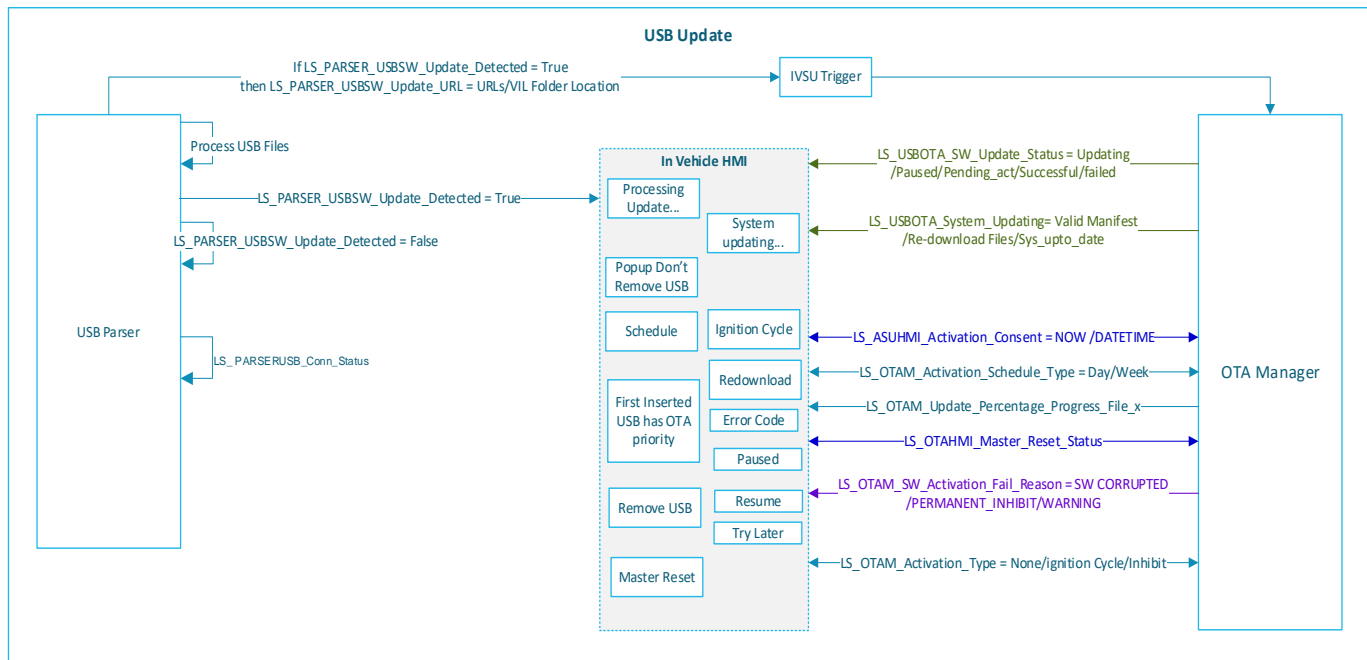 USB Update
If LS_PARSER_USBSW_Update_Detected = True
then LS_PARSER_USBSW_Update_URL = URLs/VIL Folder Location
IVSU Trigger
Process USB Files
LS_PARSER_USBSW_Update_Detected = True
LS_PARSER_USBSW_Update_Detected = False
USB Parser
LS_ PARSERUSB_Conn_Status
In Vehicle HMI
Processing
Update...
System
updating...
Popup Don't
Remove USB
Schedule
Ignition Cycle
Redownload
First Inserted
USB has OTA
priority
Error Code
Paused
Remove USB
Resume
Try Later
Master Reset
LS_USBOTA_SW_Update_Status = Updating
/Paused/Pending_act/Successful/failed
LS_USBOTA_System_Updating= Valid Manifest
/Re-download Files/Sys_upto_date
LS_ASUHMI_Activation_Consent = NOW /DATETIME
LS_OTAM_Activation_Schedule_Type = Day/Week
LS_OTAM_Update_Percentage_Progress_File_x
LS_OTAHMI_Master_Reset_Status
LS_OTAM_SW_Activation_Fail_Reason = SW CORRUPTED
/PERMANENT_INHIBIT/WARNING
LS_OTAM_Activation_Type = None/ignition Cycle/Inhibit
OTA Manager